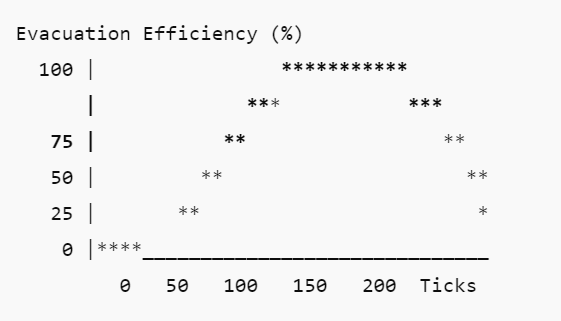 Evacuation Efficiency (%)
100 |                ***********
    |             ***           ***
 75 |           **                 **
 50 |         **                     **
 25 |       **                        *
  0 |****______________________________
      0   50   100   150   200  Ticks